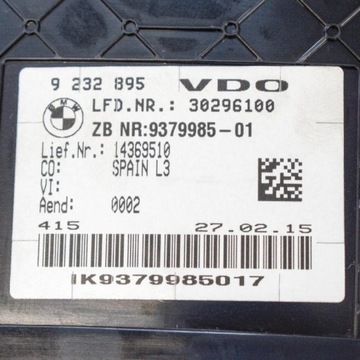 9 232 895 VDO
BMW LFD.NR.: 30296100
ZB NR:9379985-01
Lief.Nr.: 14369510
CO: SPAIN L3
VI:
Aend: 0002
415 27.02.15
IK9379985017